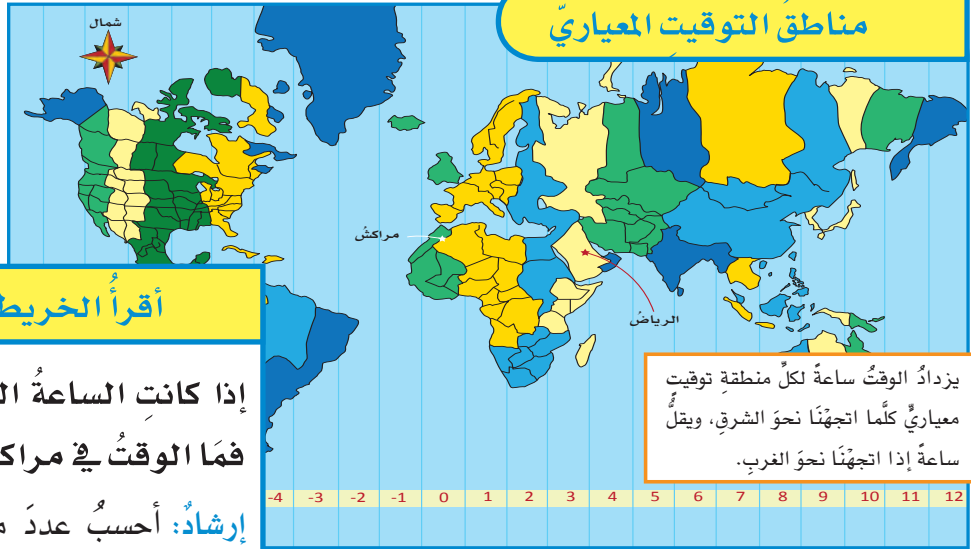 مناطقُ التوقيتِ المعياريِّ
شمال
مراكشُ
الرياضُ
يزدادُ الوقتُ ساعةً لكلِّ منطقةِ توقيتٍ
معياريٍّ كلَّما اتجهْنَا نحوَ الشرقِ، ويقلُّ
ساعةً إذا اتجهْنَا نحوَ الغربِ.
-4 -3 -2 -1 0 1 2 3 4 5 6 7 8 9 10 11 12
أقرأُ الخريط
إذا كانتِ الساعةُ ال
فمَا الوقتُ في مراك
إرشادٌ: أحسبُ عددَ م